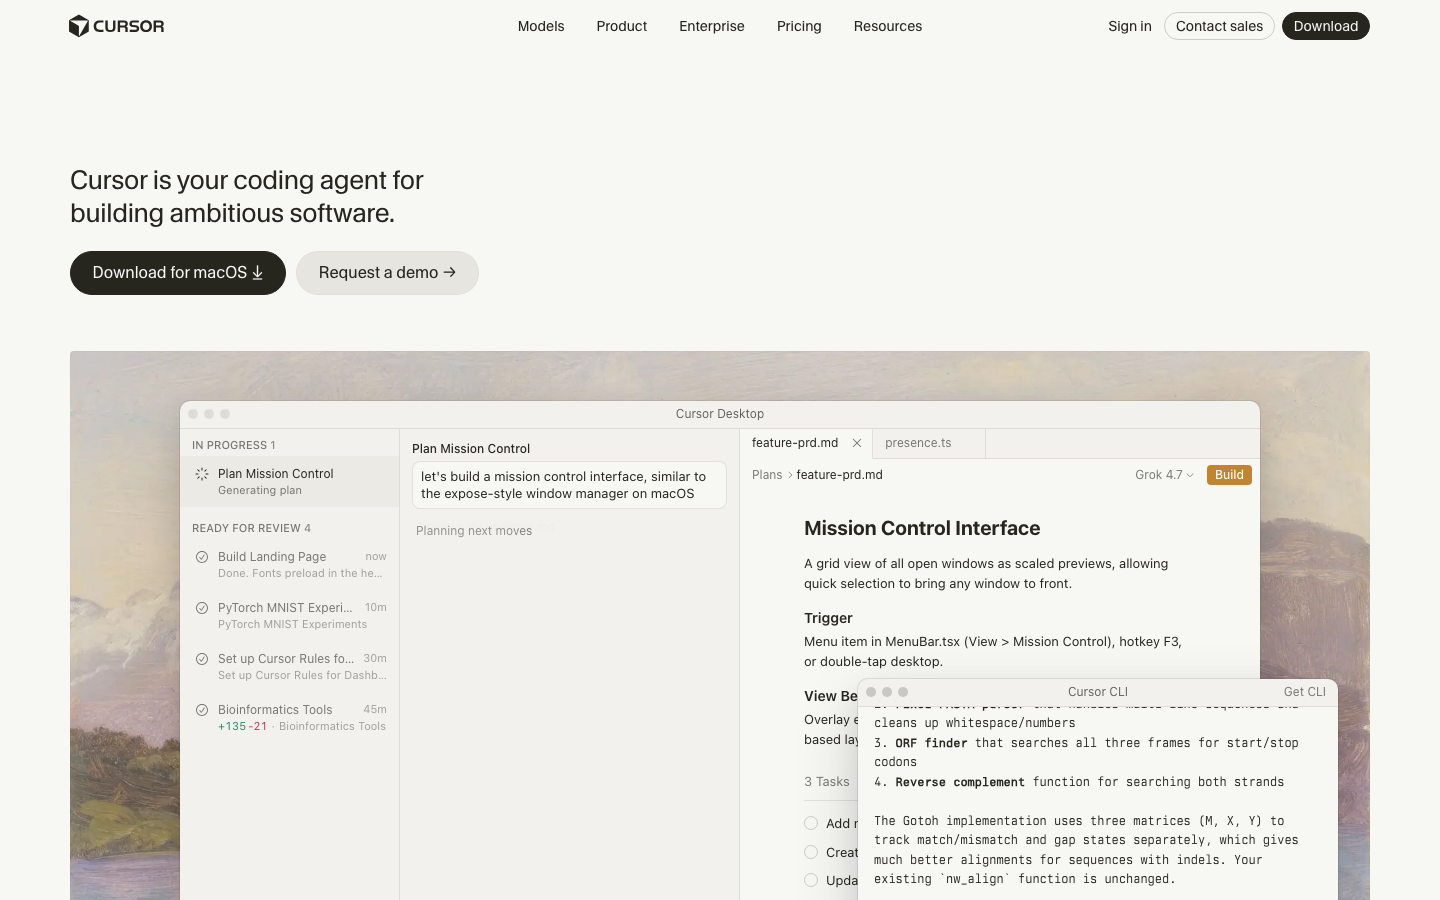 CURSOR
Models
Product
Enterprise
Pricing
Resources
Sign in
Contact sales
Download
Cursor is your coding agent for
building ambitious software.
Download for macOS ↓
Request a demo →
Cursor Desktop
IN PROGRESS 1
Plan Mission Control
Generating plan
READY FOR REVIEW 4
Build Landing Page now
Done. Fonts preload in the he...
PyTorch MNIST Experi... 10m
PyTorch MNIST Experiments
Set up Cursor Rules fo... 30m
Set up Cursor Rules for Dashb...
Bioinformatics Tools 45m
+135 -21 · Bioinformatics Tools
Plan Mission Control
let's build a mission control interface, similar to
the expose-style window manager on macOS
Planning next moves
feature-prd.md
presence.ts
Plans › feature-prd.md
Grok 4.7
Build
Mission Control Interface
A grid view of all open windows as scaled previews, allowing
quick selection to bring any window to front.
Trigger
Menu item in MenuBar.tsx (View > Mission Control), hotkey F3,
or double-tap desktop.
View Be
Overlay e
based lay
3 Tasks
Add r
Creat
Upda
Cursor CLI
Get CLI
cleans up whitespace/numbers
3. ORF finder that searches all three frames for start/stop
codons
4. Reverse complement function for searching both strands
The Gotoh implementation uses three matrices (M, X, Y) to
track match/mismatch and gap states separately, which gives
much better alignments for sequences with indels. Your
existing `nw_align` function is unchanged.